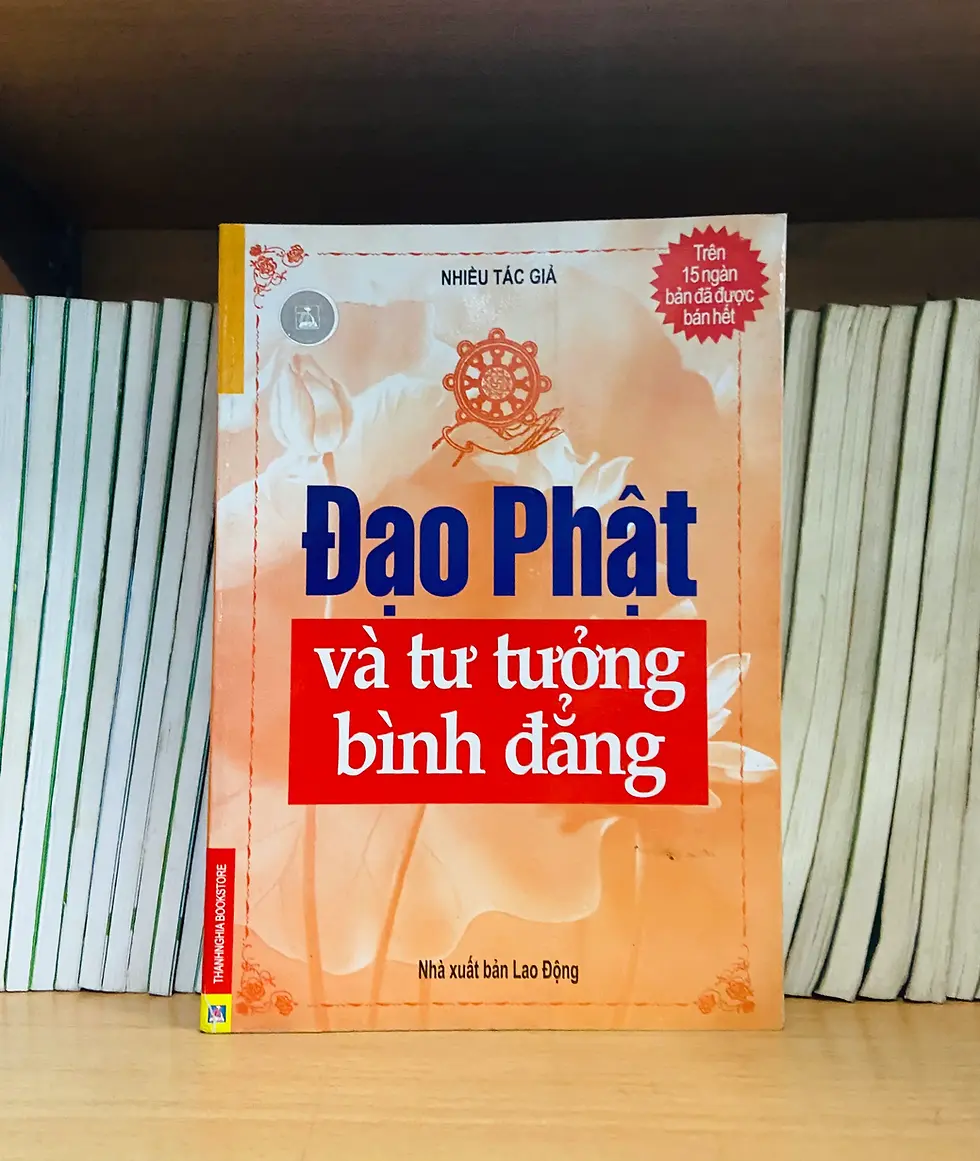 NHIỀU TÁC GIẢ
Trên
15 ngàn
bản đã được
bán hết
Đạo Phật
và tư tưởng
bình đẳng
THANHNGHIA BOOKSTORE
Nhà xuất bản Lao Động